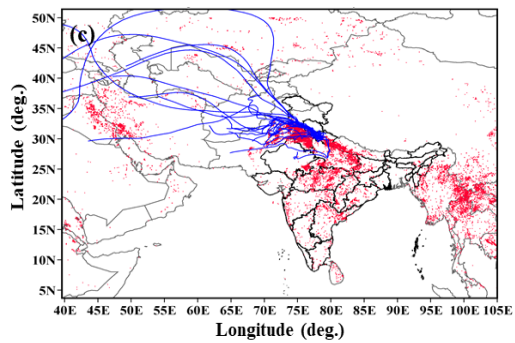 (c)
50N
45N
40N
35N
30N
25N
20N
15N
10N
5N
Latitude (deg.)
40E 45E 50E 55E 60E 65E 70E 75E 80E 85E 90E 95E 100E 105E
Longitude (deg.)